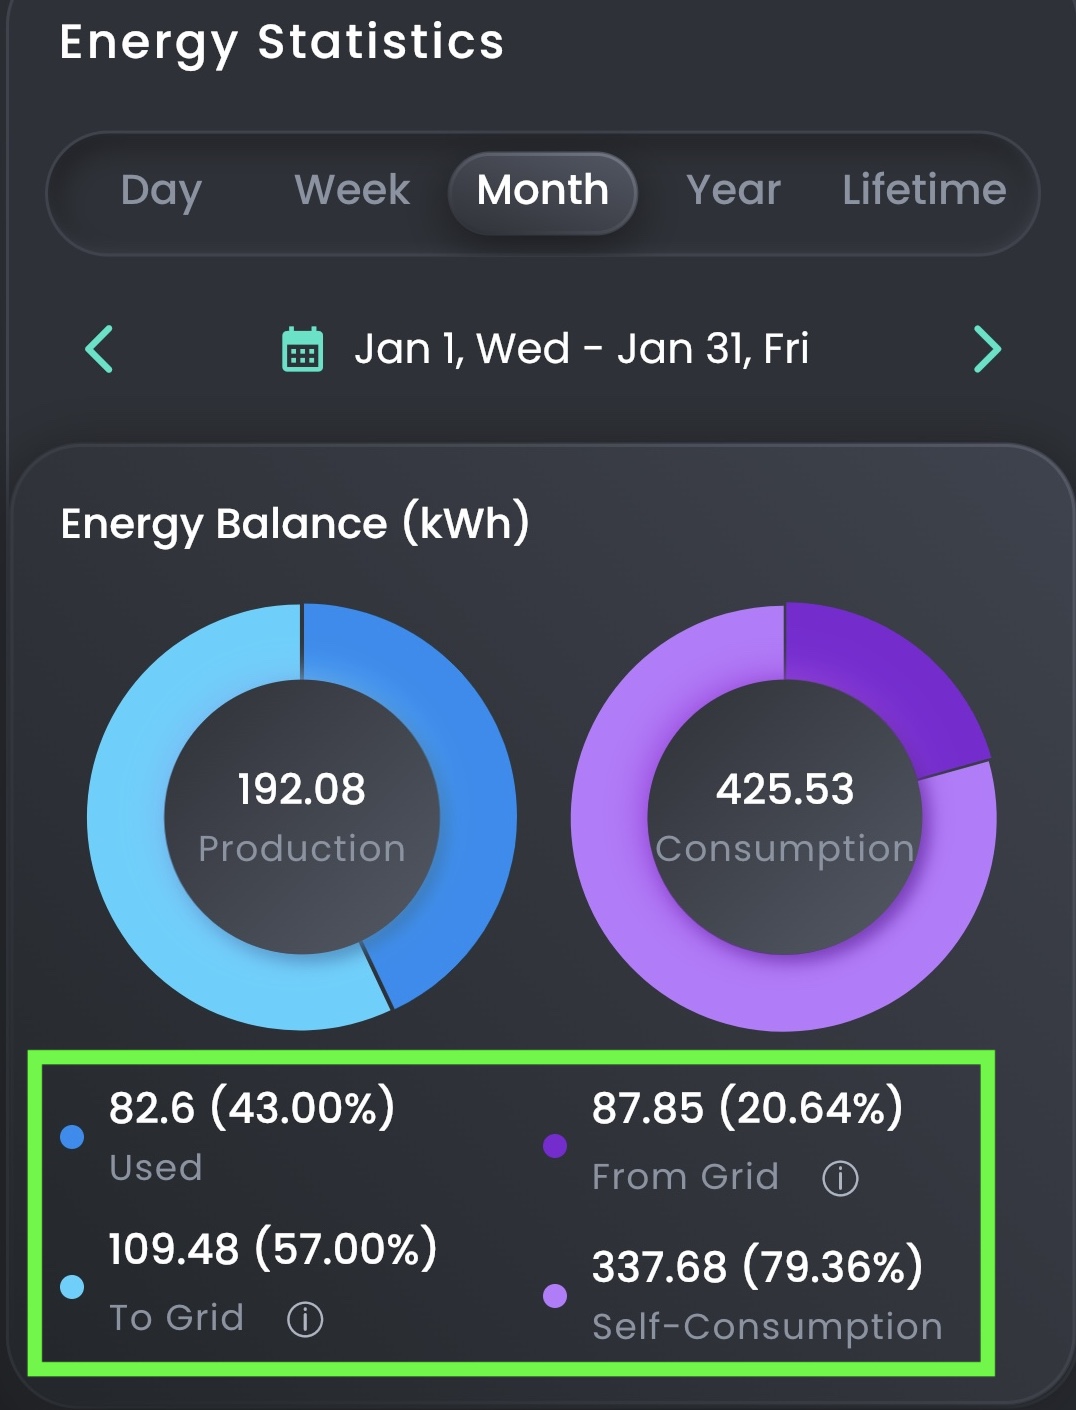 Energy Statistics
Day Week Month Year Lifetime
Jan 1, Wed - Jan 31, Fri
Energy Balance (kWh)
192.08
Production
425.53
Consumption
82.6 (43.00%)
Used
109.48 (57.00%)
To Grid
87.85 (20.64%)
From Grid
337.68 (79.36%)
Self-Consumption